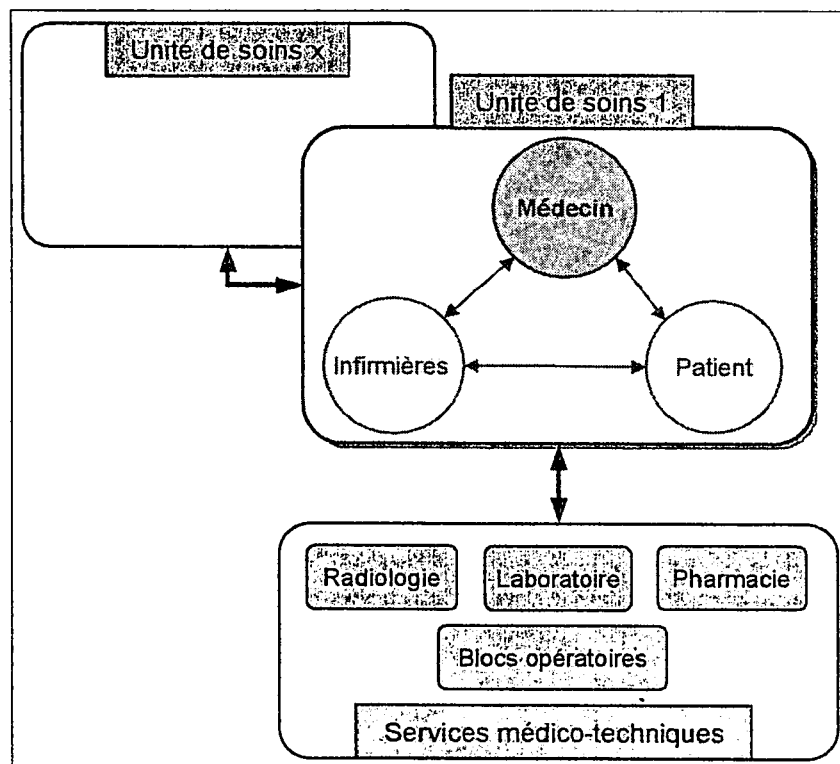 Unité de soins x
Unité de soins 1
Médecin
Infirmières
Patient
Radiologie
Laboratoire
Pharmacie
Blocs opératoires
Services médico-techniques